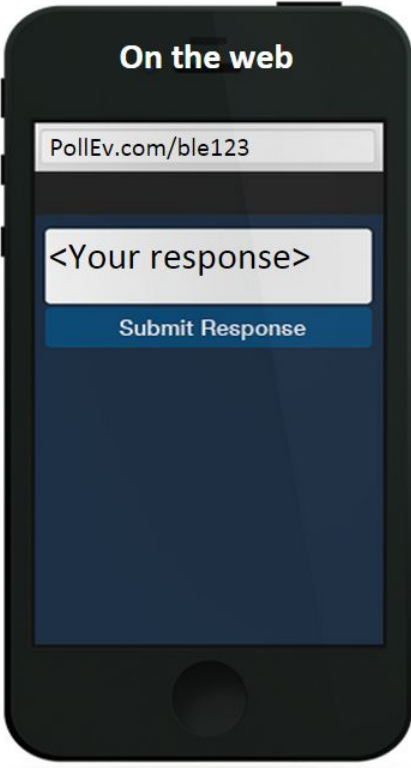 On the web
PollEv.com/ble123
<Your response>
Submit Response